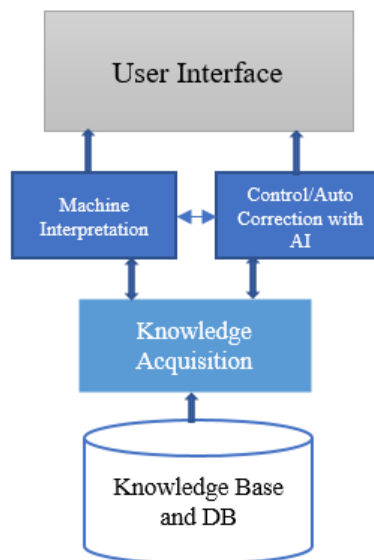 User Interface
Machine
Interpretation
Control/Auto
Correction with
AI
Knowledge
Acquisition
Knowledge Base
and DB